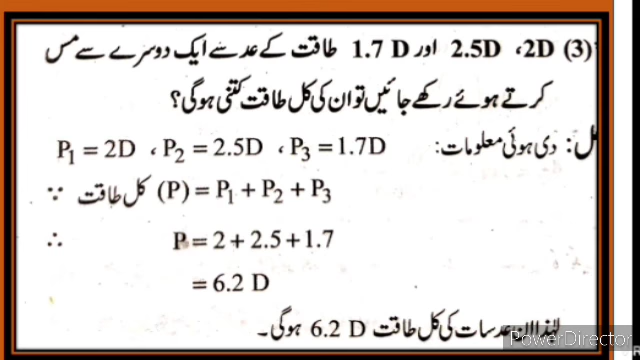 (3) 2D، 2.5D اور 1.7 D طاقت کے عدسے ایک دوسرے سے مس
کرتے ہوئے رکھے جائیں تو ان کی کل طاقت کتنی ہوگی؟
حل: دی ہوئی معلومات: P₁ = 2D ، P₂ = 2.5D ، P₃ = 1.7D
∵ کل طاقت (P) = P₁ + P₂ + P₃
∴ P = 2 + 2.5 + 1.7
= 6.2 D
لہٰذا ان عدسات کی کل طاقت 6.2 D ہوگی۔
PowerDirector